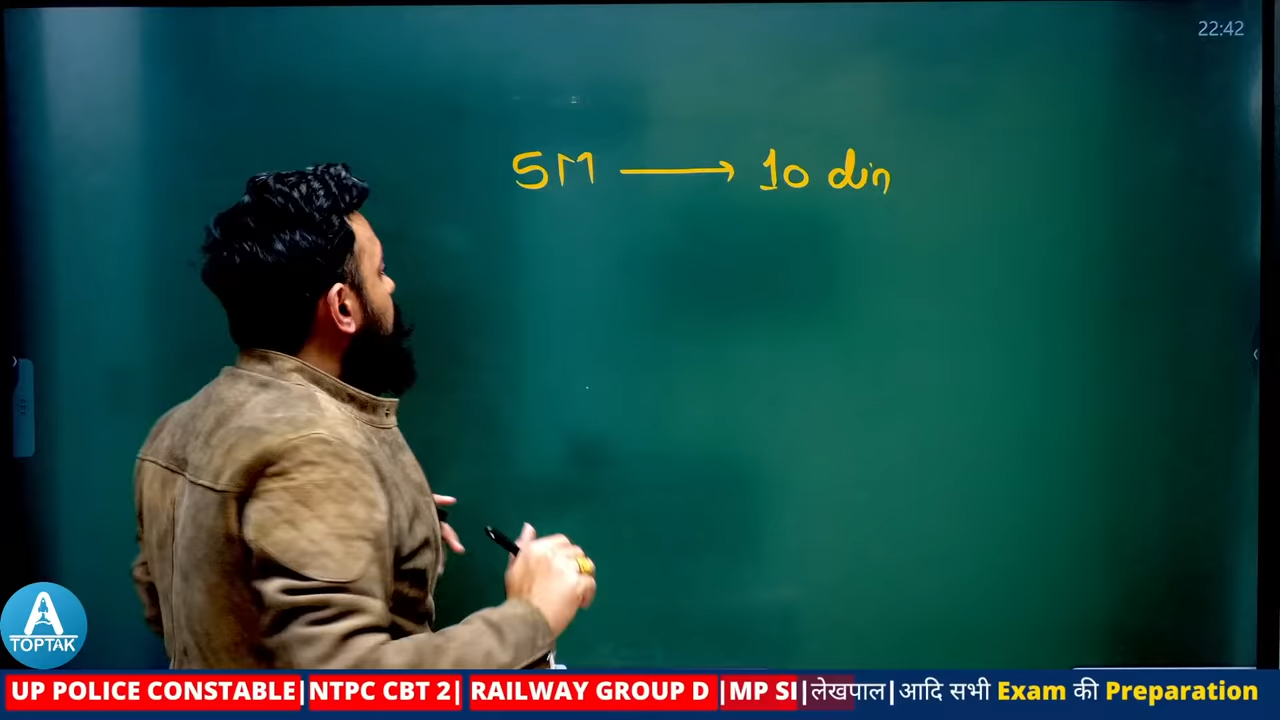 22:42
5M ⟶ 10 din
TOPTAK
UP POLICE CONSTABLE| NTPC CBT 2| RAILWAY GROUP D |MP SI|लेखपाल|आदि सभी Exam की Preparation